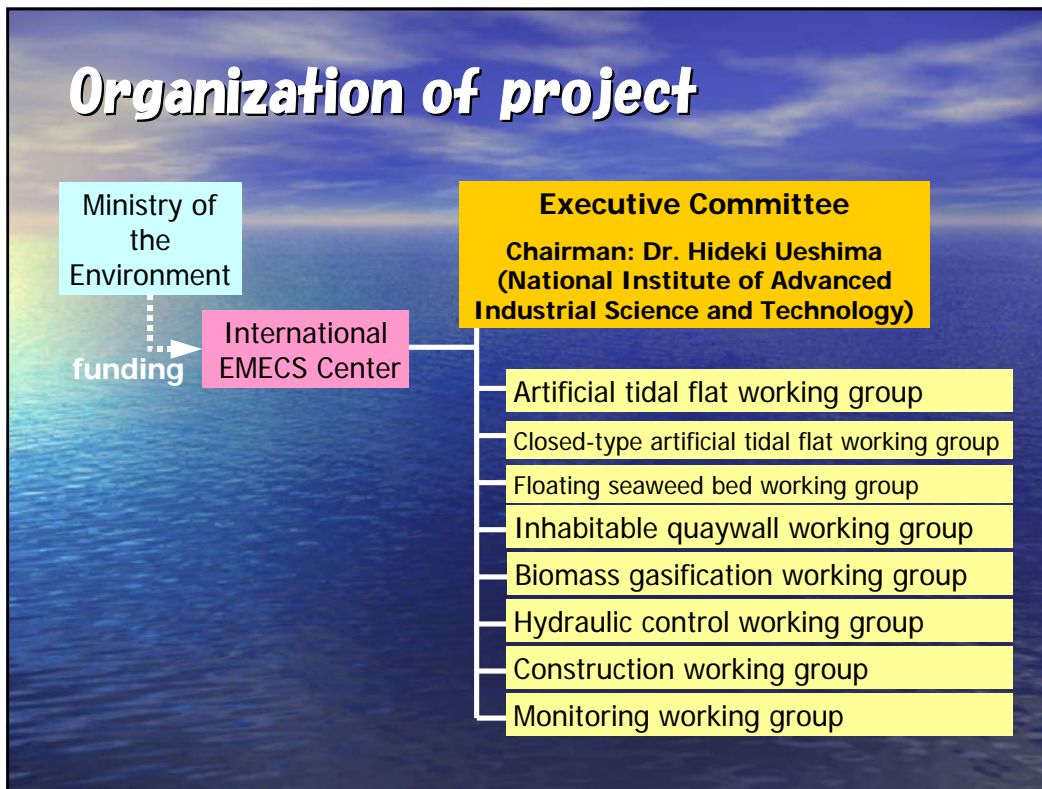 Organization of project
Ministry of
the
Environment
funding
International
EMECS Center
Executive Committee
Chairman: Dr. Hideki Ueshima
(National Institute of Advanced
Industrial Science and Technology)
Artificial tidal flat working group
Closed-type artificial tidal flat working group
Floating seaweed bed working group
Inhabitable quaywall working group
Biomass gasification working group
Hydraulic control working group
Construction working group
Monitoring working group